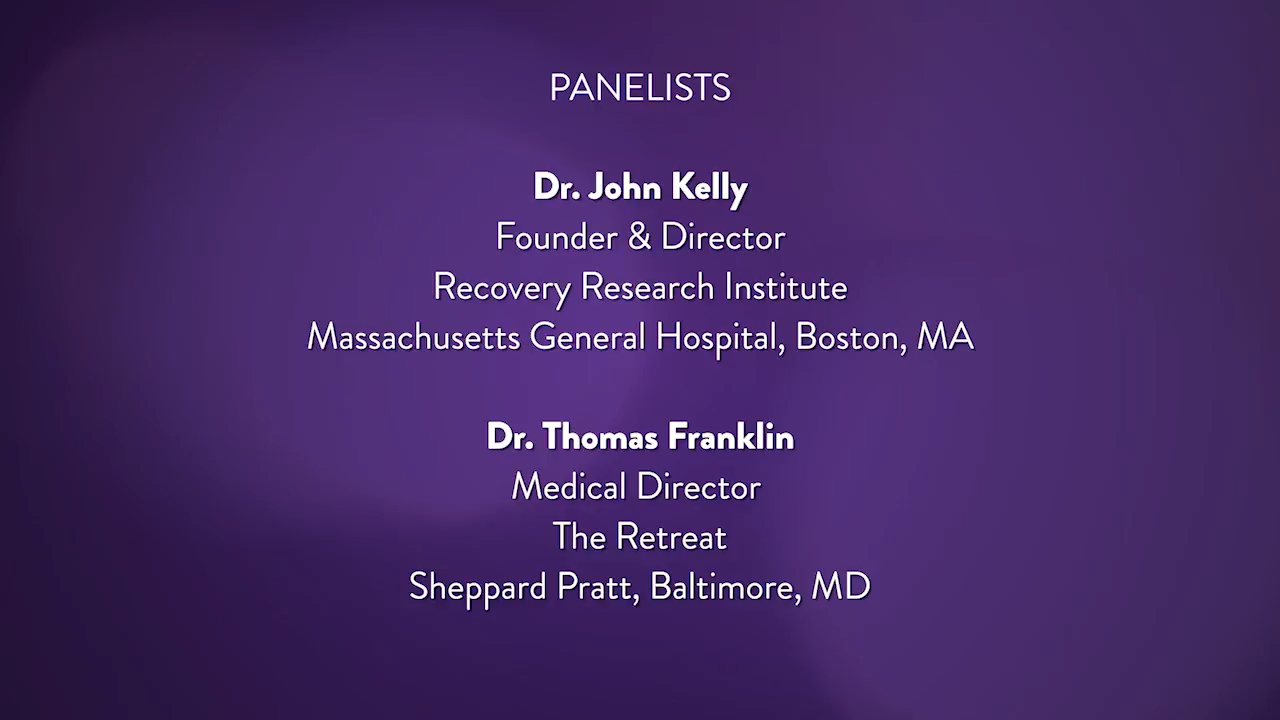 PANELISTS
Dr. John Kelly
Founder & Director
Recovery Research Institute
Massachusetts General Hospital, Boston, MA
Dr. Thomas Franklin
Medical Director
The Retreat
Sheppard Pratt, Baltimore, MD